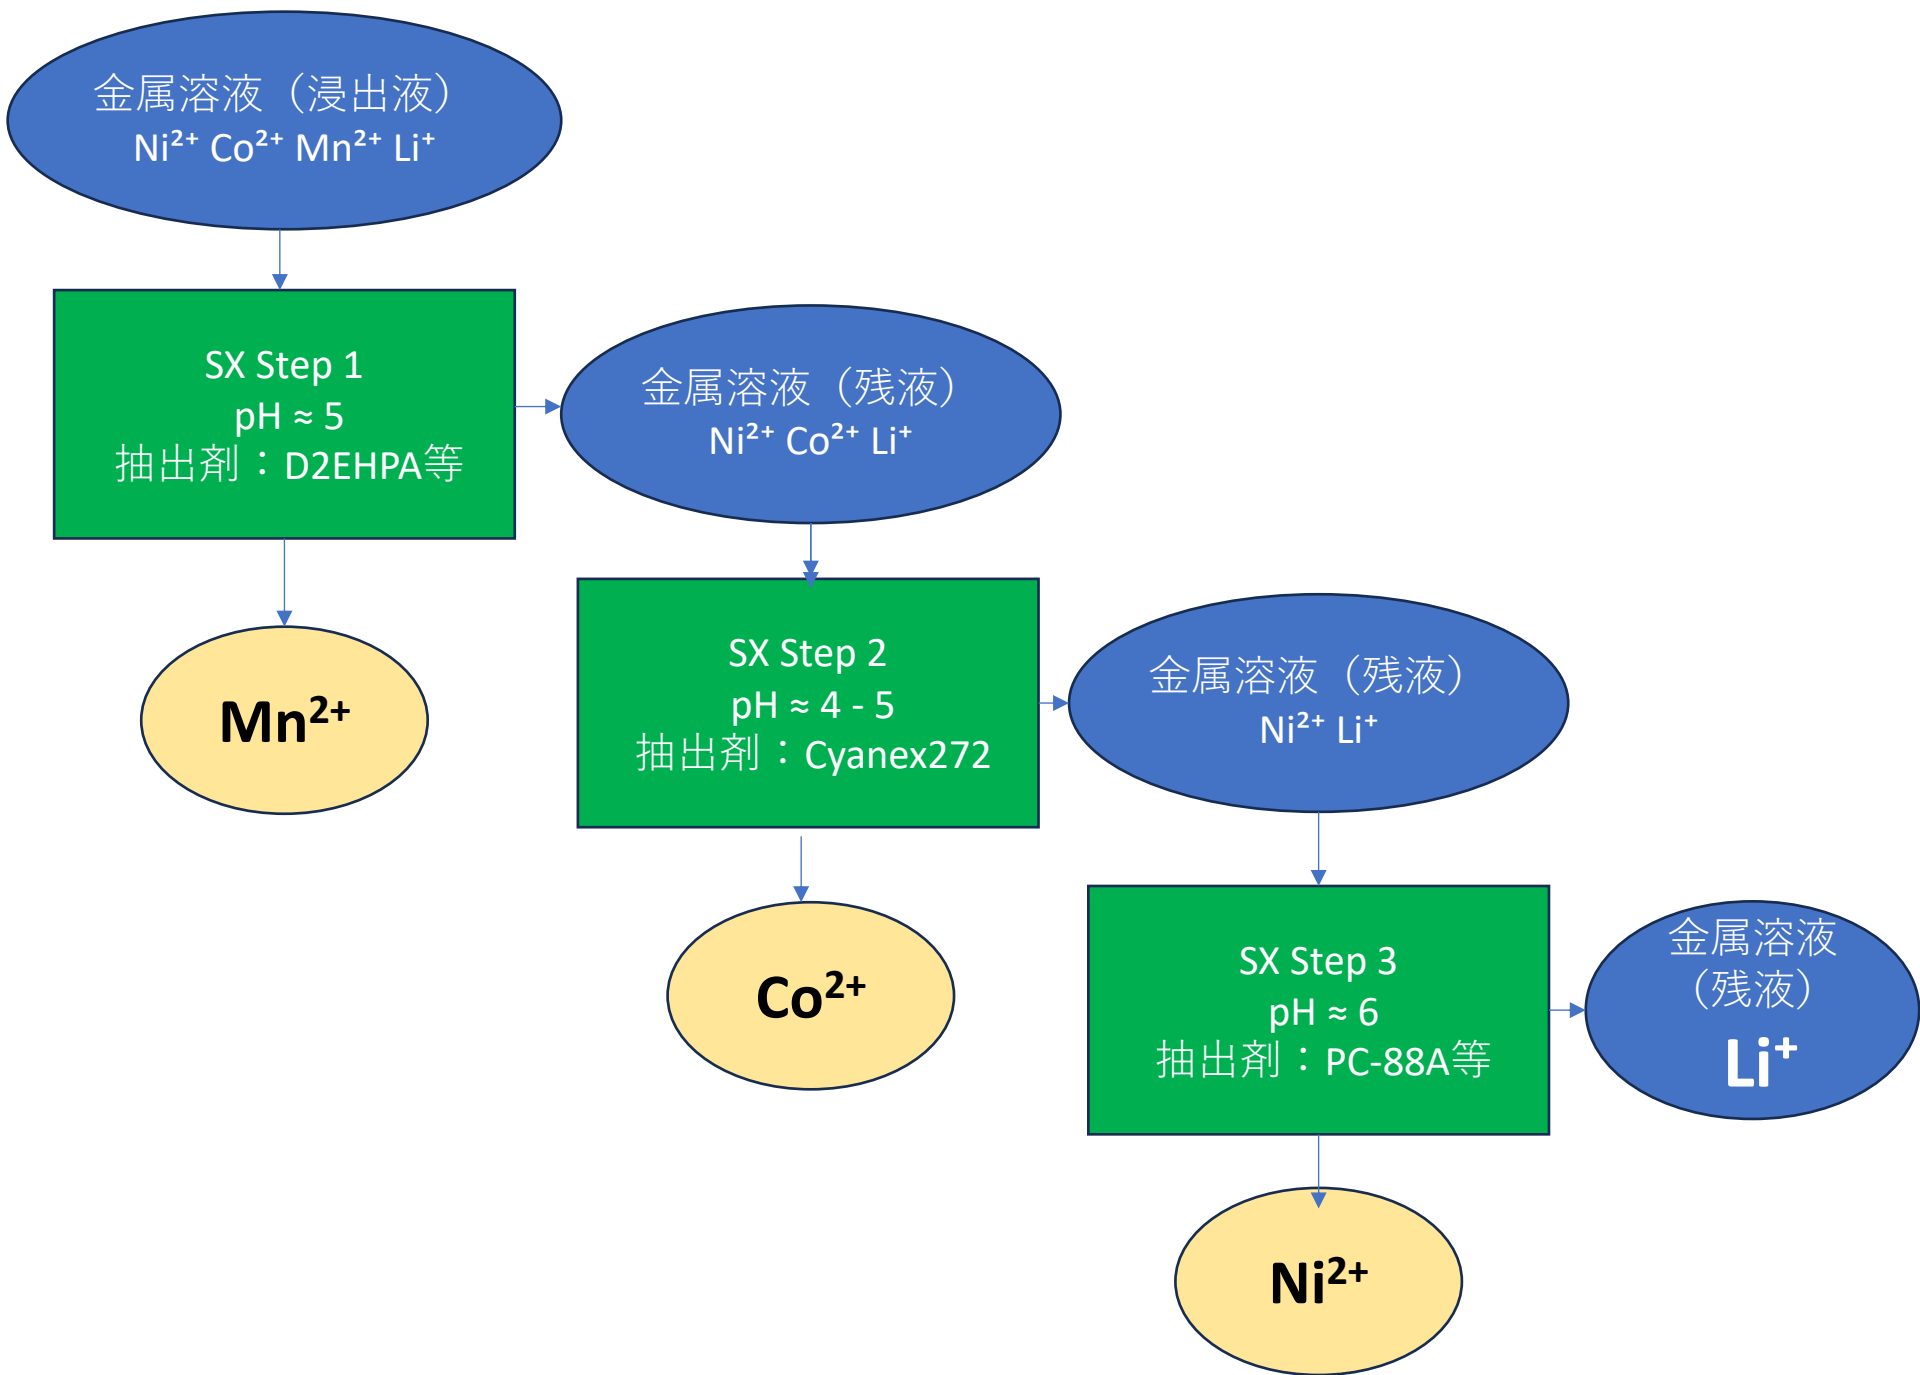 金属溶液（浸出液）
Ni²⁺ Co²⁺ Mn²⁺ Li⁺
SX Step 1
pH ≈ 5
抽出剤：D2EHPA等
金属溶液（残液）
Ni²⁺ Co²⁺ Li⁺
Mn²⁺
SX Step 2
pH ≈ 4 - 5
抽出剤：Cyanex272
金属溶液（残液）
Ni²⁺ Li⁺
Co²⁺
SX Step 3
pH ≈ 6
抽出剤：PC-88A等
金属溶液
（残液）
Li⁺
Ni²⁺